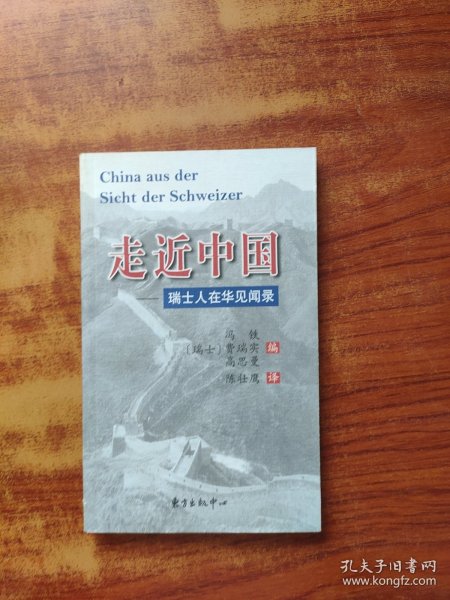 China aus der
Sicht der Schweizer
走近中国
——瑞士人在华见闻录
冯铁
〔瑞士〕费瑞实 编
高思曼
陈壮鹰 译
东方出版中心
孔夫子旧书网
www.kongfz.com